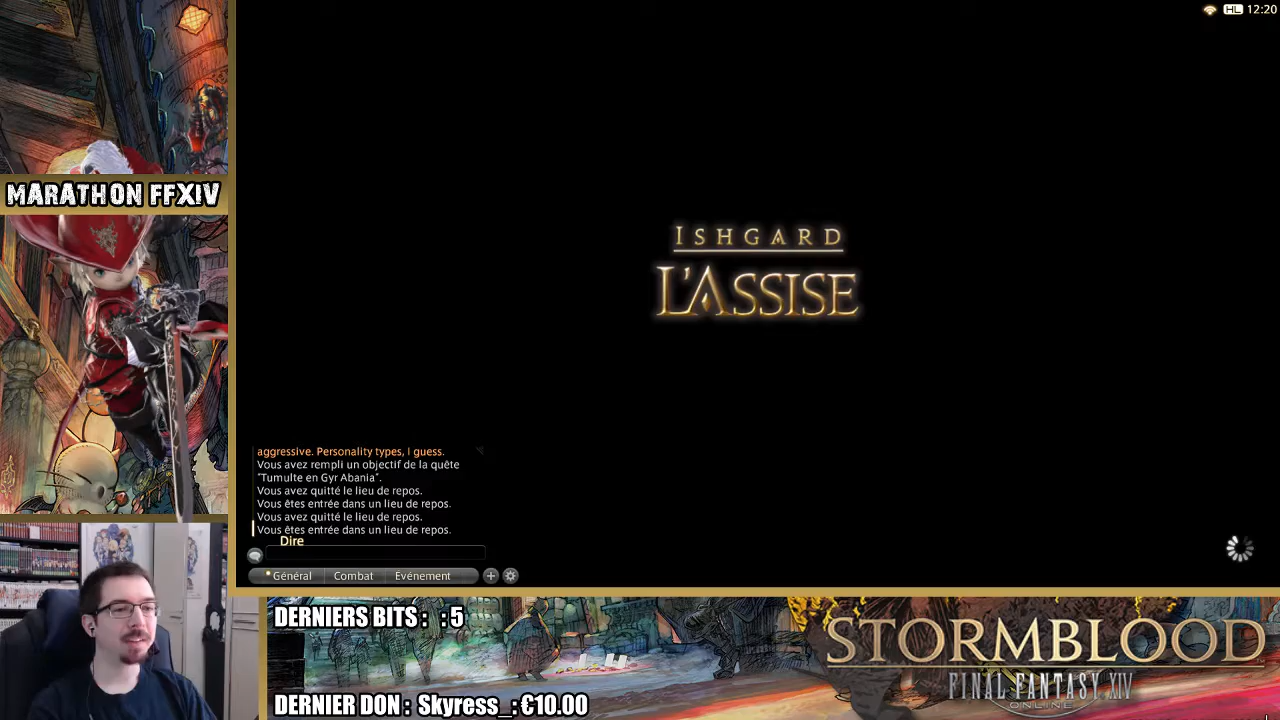 HL 12:20
MARATHON FFXIV
ISHGARD
L'ASSISE
aggressive. Personality types, I guess.
Vous avez rempli un objectif de la quête
"Tumulte en Gyr Abania".
Vous avez quitté le lieu de repos.
Vous êtes entrée dans un lieu de repos.
Vous avez quitté le lieu de repos.
Vous êtes entrée dans un lieu de repos.
Dire
Général Combat Evénement
DERNIERS BITS : : 5
DERNIER DON : Skyress_: €10.00
STORMBLOOD
FINAL FANTASY XIV
ONLINE